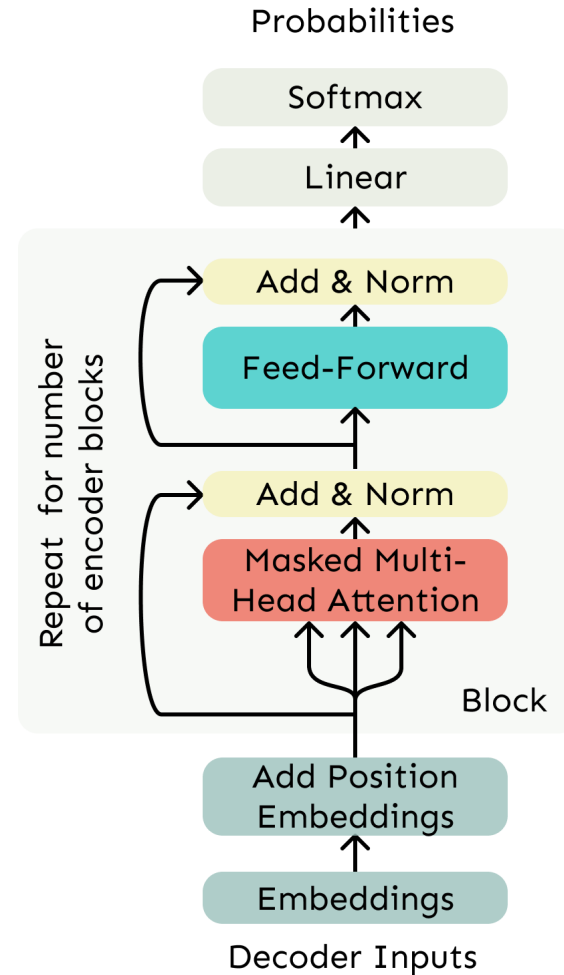 Probabilities
Softmax
Linear
Add & Norm
Feed-Forward
Repeat for number
of encoder blocks
Add & Norm
Masked Multi-
Head Attention
Block
Add Position
Embeddings
Embeddings
Decoder Inputs